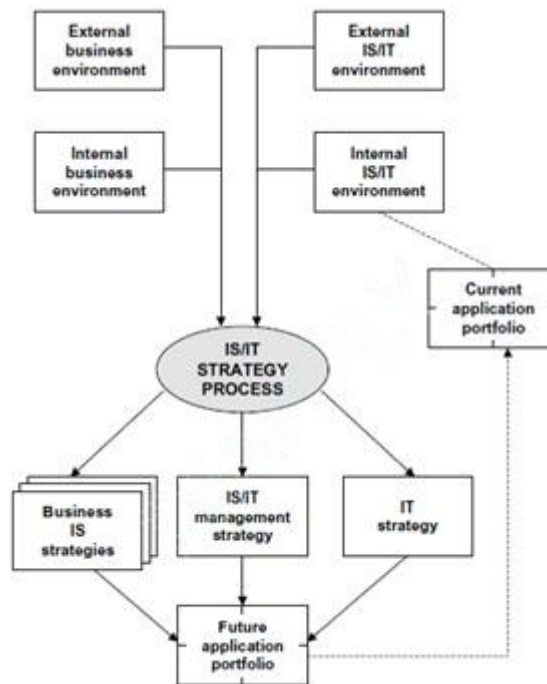 External
business
environment
External
IS/IT
environment
Internal
business
environment
Internal
IS/IT
environment
Current
application
portfolio
IS/IT
STRATEGY
PROCESS
Business
IS
strategies
IS/IT
management
strategy
IT
strategy
Future
application
portfolio